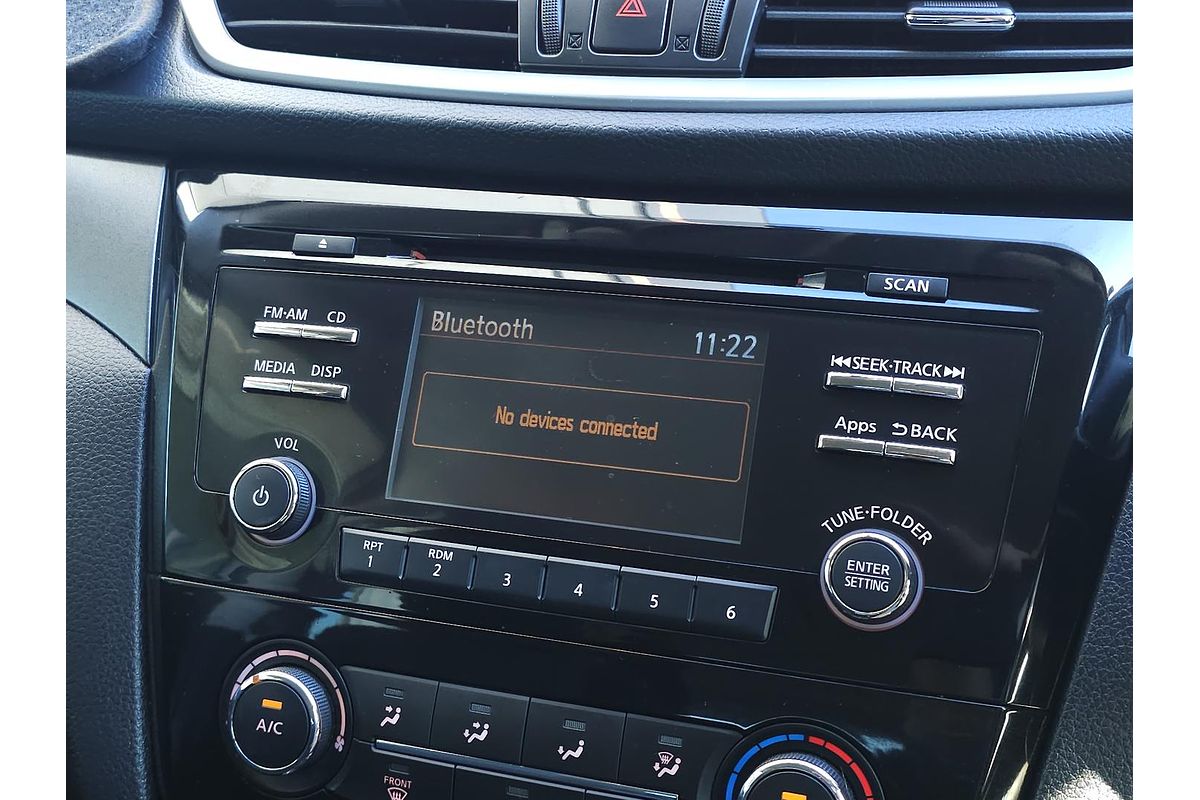 SCAN
FM·AM CD
MEDIA DISP
VOL
Bluetooth 11:22
No devices connected
SEEK·TRACK
Apps BACK
TUNE·FOLDER
ENTER
SETTING
RPT
1
RDM
2
3
4
5
6
A/C
FRONT